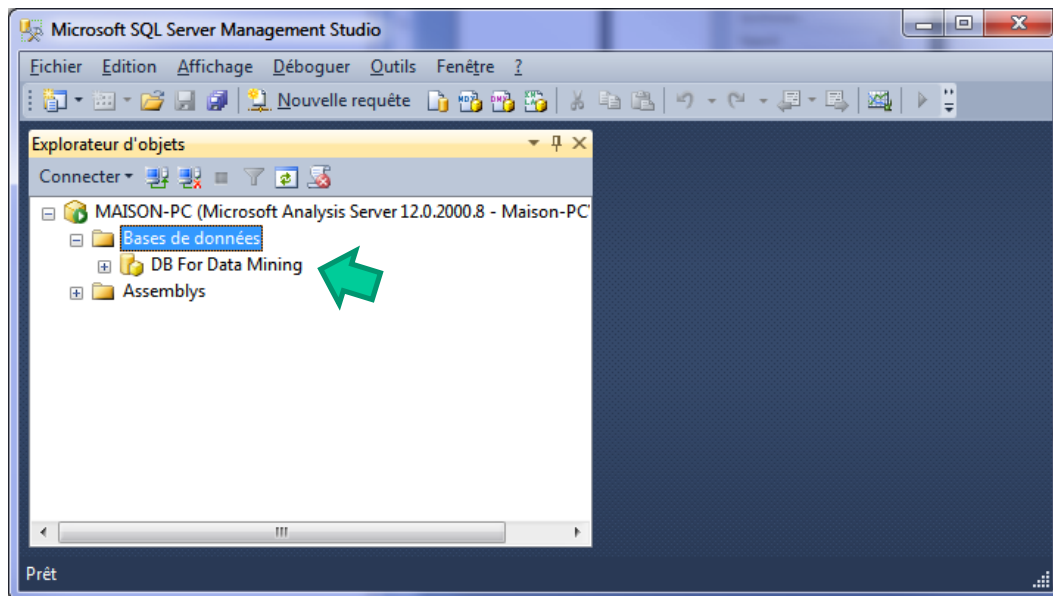 Microsoft SQL Server Management Studio
Fichier Edition Affichage Déboguer Outils Fenêtre ?
Nouvelle requête
Explorateur d'objets
Connecter
MAISON-PC (Microsoft Analysis Server 12.0.2000.8 - Maison-PC
Bases de données
DB For Data Mining
Assemblys
Prêt